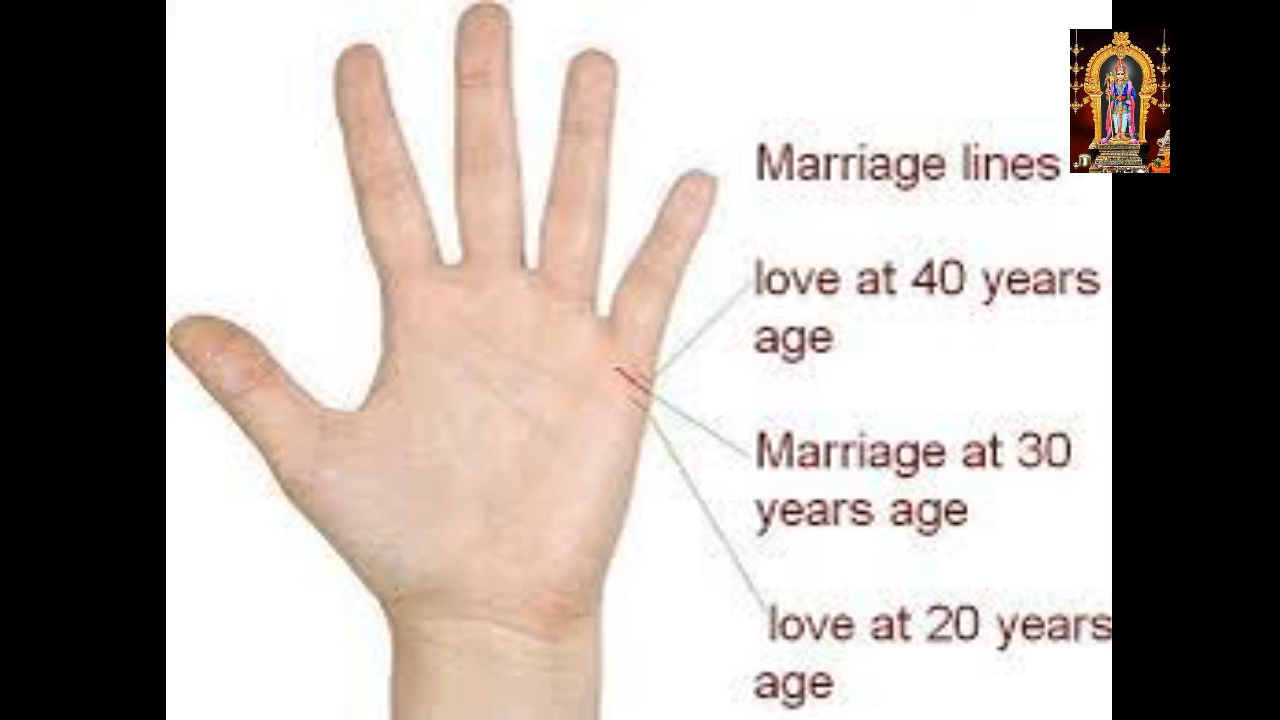 Marriage lines
love at 40 years
age
Marriage at 30
years age
love at 20 years
age